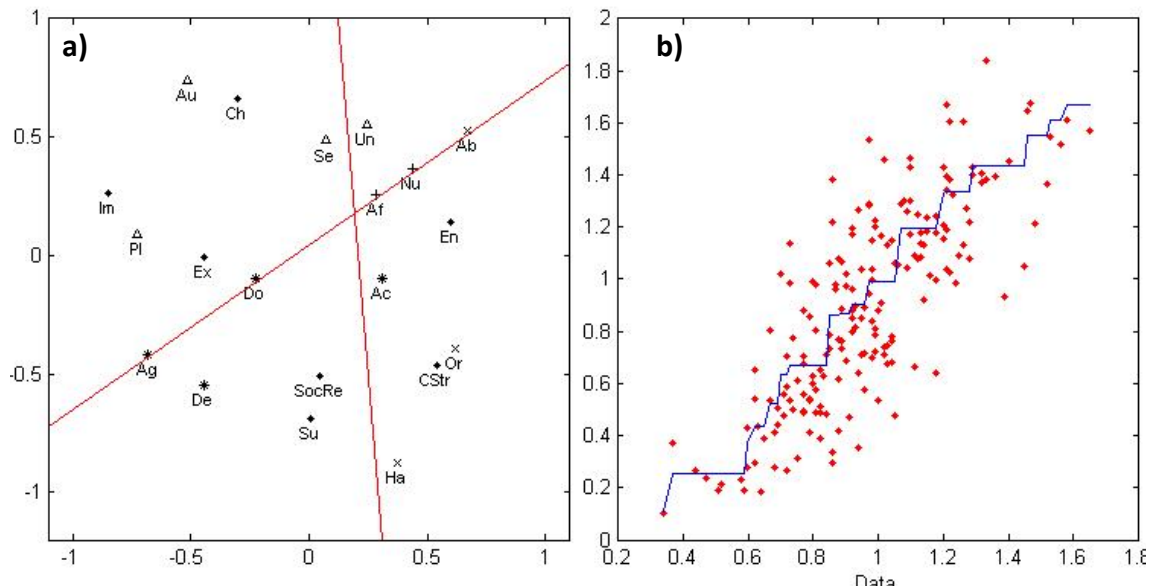 a)
b)
1
0.5
0
-0.5
-1
-1
-0.5
0
0.5
1
Au
Ch
Se
Un
Ab
Nu
Af
En
Im
Pl
Ex
Do
Ac
Ag
De
SocRe
Su
CStr
Or
Ha
2
1.8
1.6
1.4
1.2
1
0.8
0.6
0.4
0.2
0
0.2
0.4
0.6
0.8
1
1.2
1.4
1.6
1.8
Data